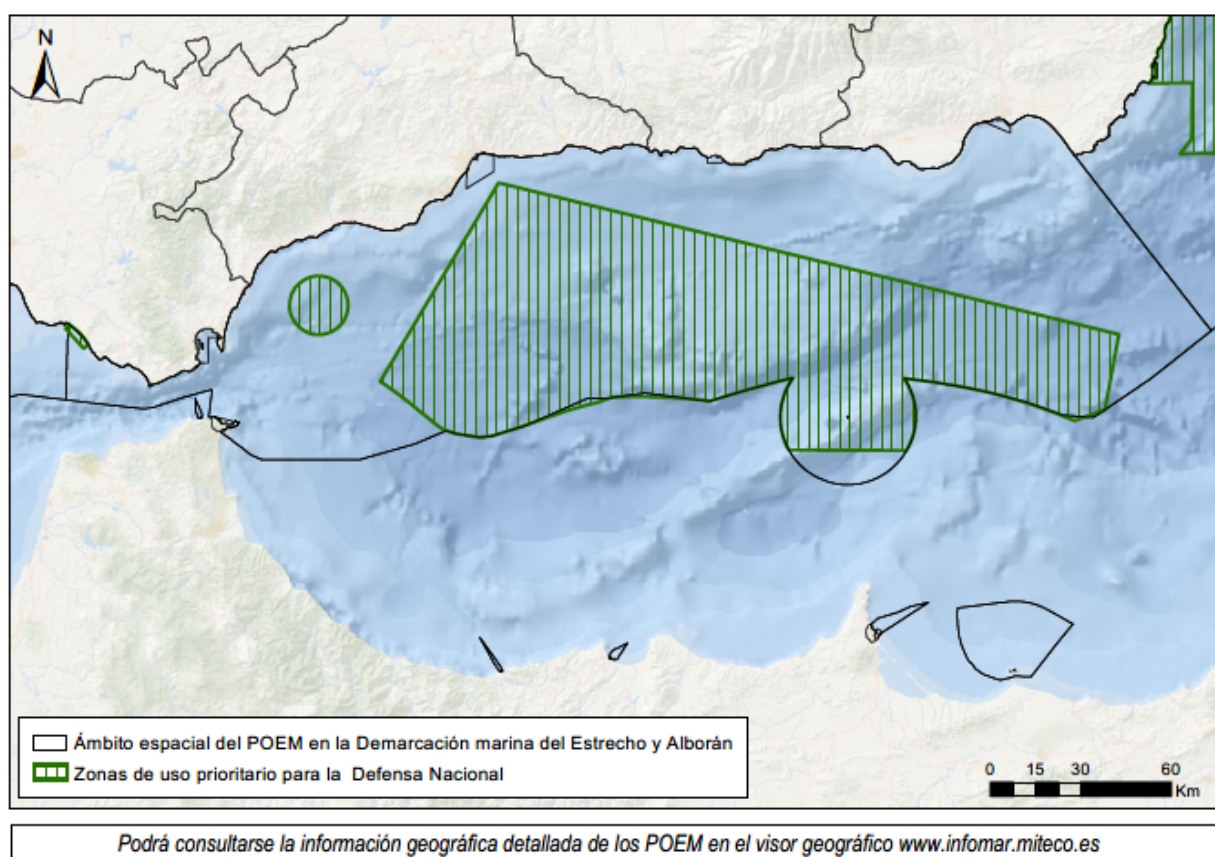 N
Ámbito espacial del POEM en la Demarcación marina del Estrecho y Alborán
Zonas de uso prioritario para la Defensa Nacional
0 15 30 60
Km
Podrá consultarse la información geográfica detallada de los POEM en el visor geográfico www.infomar.miteco.es